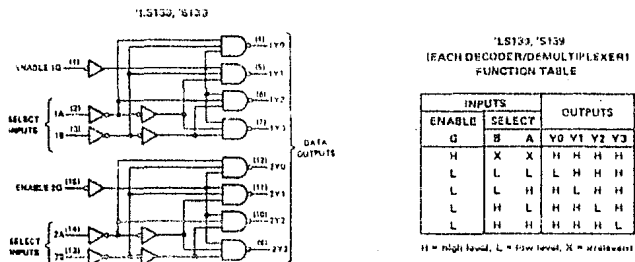 'LS139, 'S139
ENABLE 1G (1)
SELECT INPUTS
1A (2)
1B (3)
(4) 1Y0
(5) 1Y1
(6) 1Y2
(7) 1Y3
DATA OUTPUTS
ENABLE 2G (15)
SELECT INPUTS
2A (14)
(13)
(12) 2Y0
(11) 2Y1
(10) 2Y2
(9) 2Y3
'LS139, 'S139
(EACH DECODER/DEMULTIPLEXER)
FUNCTION TABLE
INPUTS OUTPUTS
ENABLE SELECT
G B A Y0 Y1 Y2 Y3
H X X H H H H
L L L L H H H
L L H H L H H
L H L H H L H
L H H H H H L
H = high level, L = low level, X = irrelevant